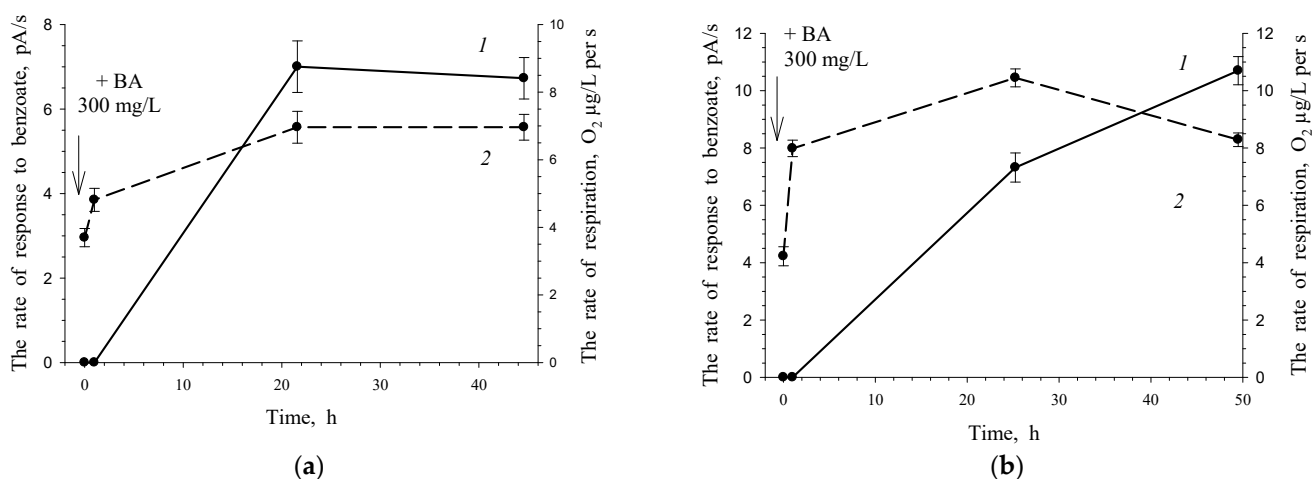 The rate of response to benzoate, pA/s
8
6
4
2
0
+ BA
300 mg/L
1
2
10
8
6
4
2
0
The rate of respiration, O₂ µg/L per s
0 10 20 30 40
Time, h
(a)
The rate of response to benzoate, pA/s
12
10
8
6
4
2
0
+ BA
300 mg/L
1
2
12
10
8
6
4
2
0
The rate of respiration, O₂ µg/L per s
0 10 20 30 40 50
Time, h
(b)